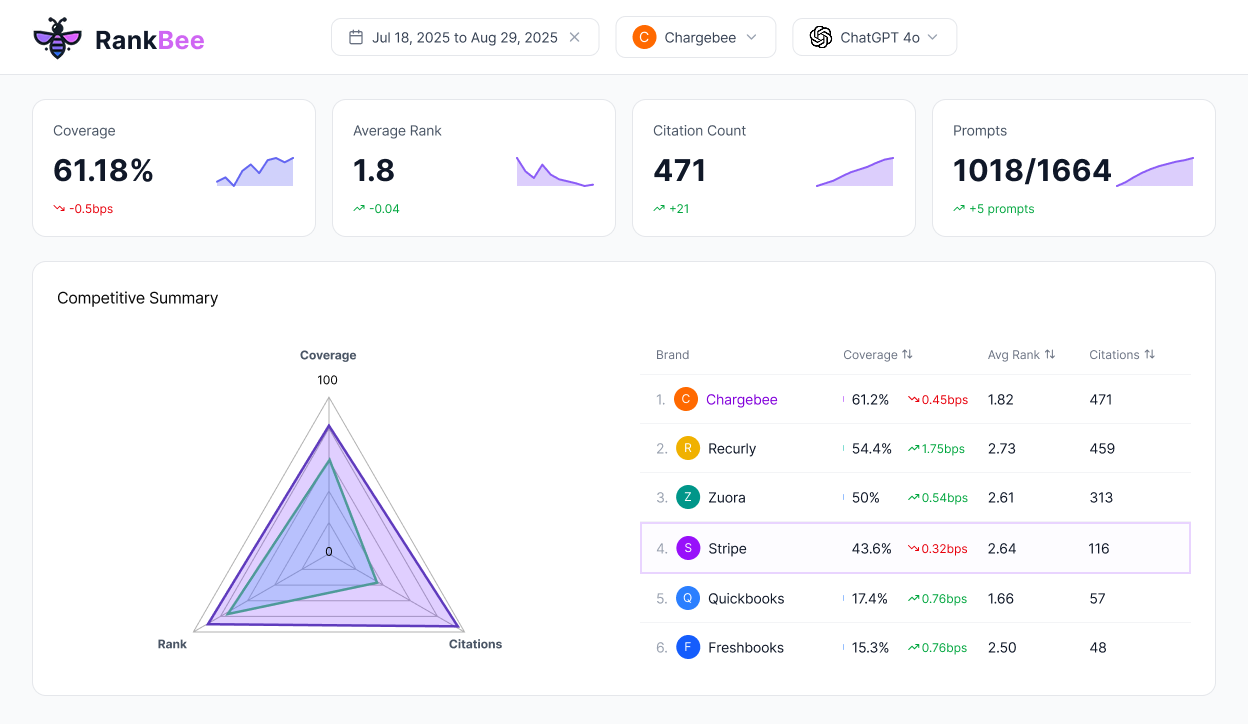 RankBee
Jul 18, 2025 to Aug 29, 2025
C Chargebee
ChatGPT 4o
Coverage
61.18%
-0.5bps
Average Rank
1.8
-0.04
Citation Count
471
+21
Prompts
1018/1664
+5 prompts
Competitive Summary
Coverage
100
0
Rank
Citations
Brand Coverage Avg Rank Citations
1. C Chargebee 61.2% 0.45bps 1.82 471
2. R Recurly 54.4% 1.75bps 2.73 459
3. Z Zuora 50% 0.54bps 2.61 313
4. S Stripe 43.6% 0.32bps 2.64 116
5. Q Quickbooks 17.4% 0.76bps 1.66 57
6. F Freshbooks 15.3% 0.76bps 2.50 48